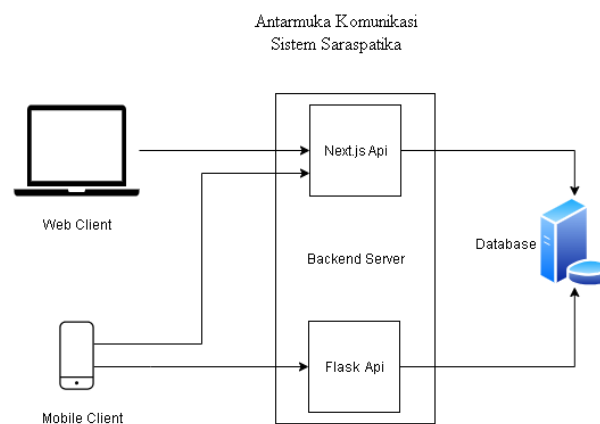 Antarmuka Komunikasi
Sistem Saraspatika
Next.js Api
Web Client
Backend Server
Database
Flask Api
Mobile Client